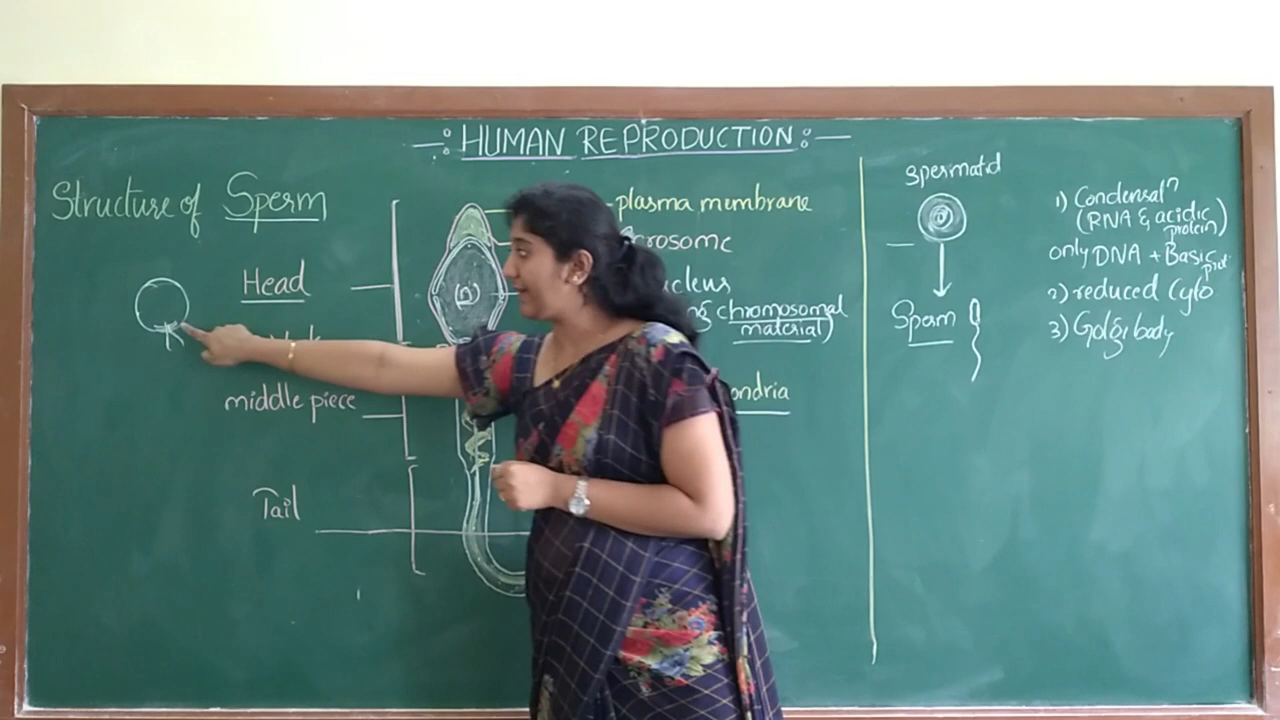 -: HUMAN REPRODUCTION :-
Structure of Sperm
Head
middle piece
Tail
plasma membrane
(n)
chromosomal
material)
spermatid
Sperm
1) Condensatⁿ
(RNA & acidic
protein)
only DNA + Basic
2) reduced Cyto
3) Golgi body